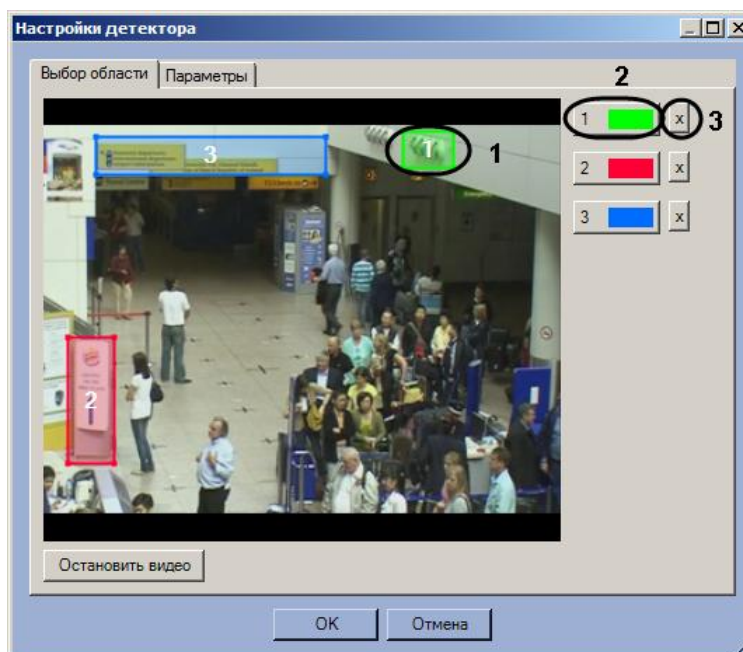 Настройки детектора
Выбор области
Параметры
2
3
1
1
1
x
3
2
x
3
x
2
Остановить видео
OK
Отмена